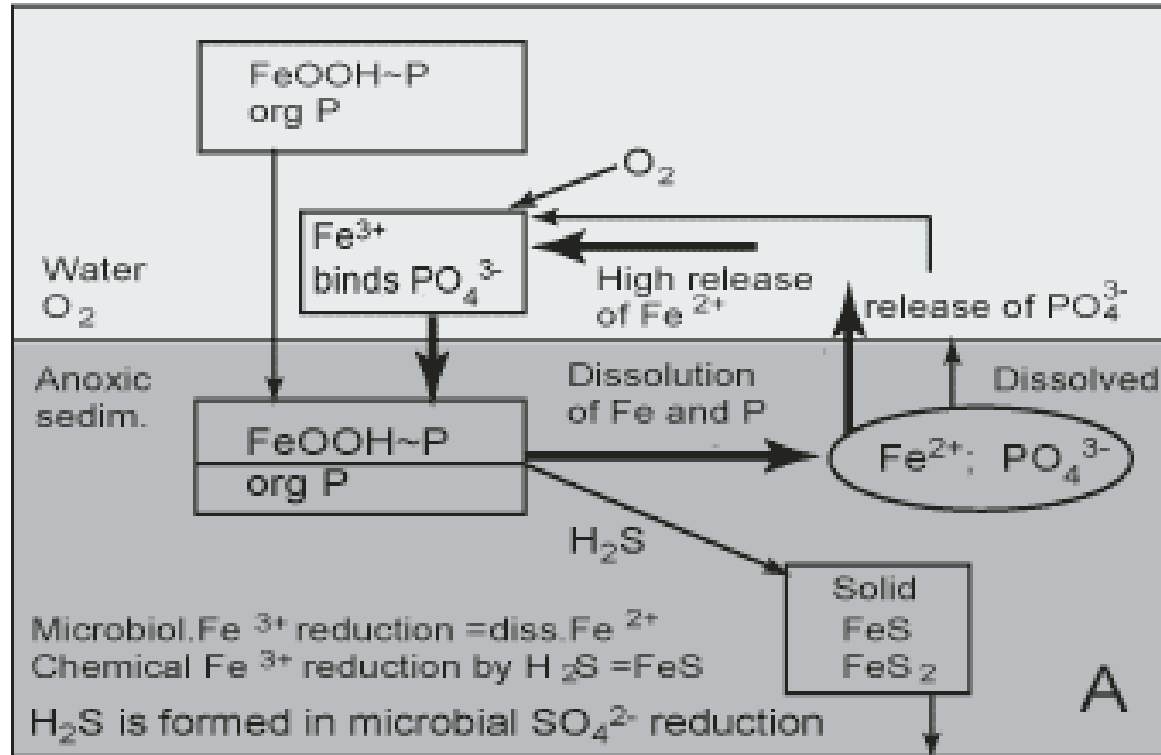 FeOOH~P
org P
O₂
Fe³⁺
binds PO₄³⁻
Water
O₂
High release
of Fe ²⁺
release of PO₄³⁻
Anoxic
sedim.
Dissolution
of Fe and P
Dissolved
FeOOH~P
org P
Fe²⁺; PO₄³⁻
H₂S
Solid
FeS
FeS ₂
Microbiol.Fe ³⁺ reduction =diss.Fe ²⁺
Chemical Fe ³⁺ reduction by H ₂S =FeS
H₂S is formed in microbial SO₄²⁻ reduction
A